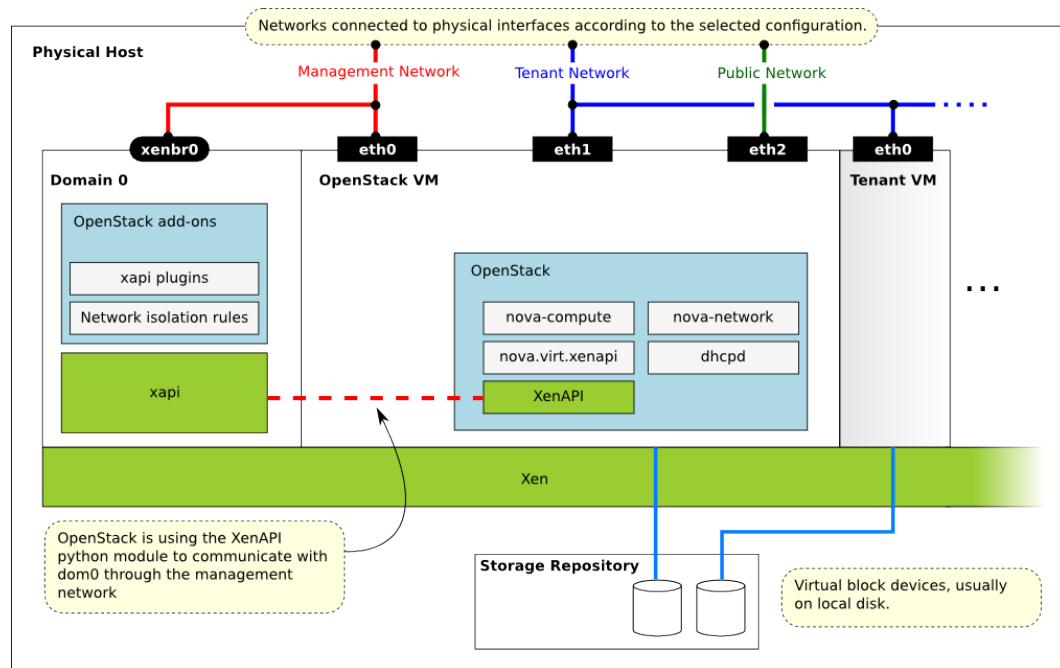 Networks connected to physical interfaces according to the selected configuration.
Physical Host
Management Network
Tenant Network
Public Network
xenbr0
eth0
eth1
eth2
eth0
Domain 0
OpenStack VM
Tenant VM
OpenStack add-ons
xapi plugins
Network isolation rules
xapi
OpenStack
nova-compute
nova-network
nova.virt.xenapi
dhcpd
XenAPI
...
Xen
OpenStack is using the XenAPI
python module to communicate with
dom0 through the management
network
Storage Repository
Virtual block devices, usually
on local disk.